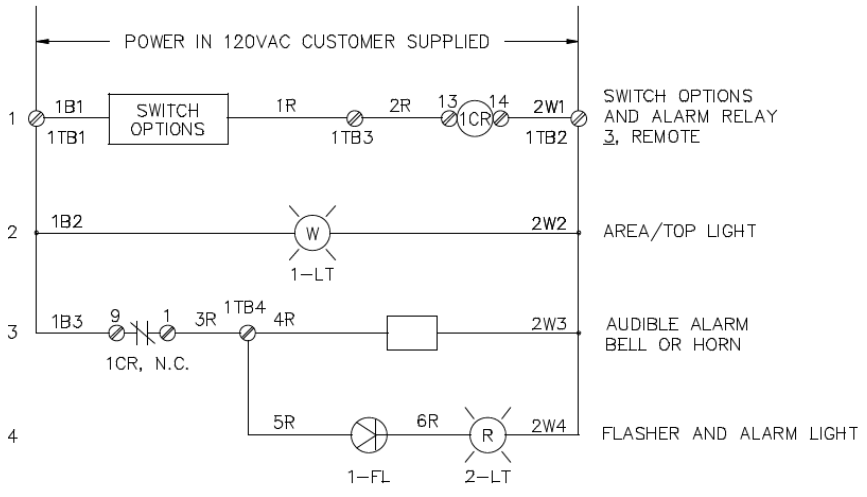 POWER IN 120VAC CUSTOMER SUPPLIED
1
1B1
1TB1
SWITCH
OPTIONS
1R
1TB3
2R
13
1CR
14
2W1
1TB2
SWITCH OPTIONS
AND ALARM RELAY
3, REMOTE
2
1B2
W
1-LT
2W2
AREA/TOP LIGHT
3
1B3
9
1
1CR, N.C.
3R
1TB4
4R
2W3
AUDIBLE ALARM
BELL OR HORN
4
5R
1-FL
6R
R
2-LT
2W4
FLASHER AND ALARM LIGHT